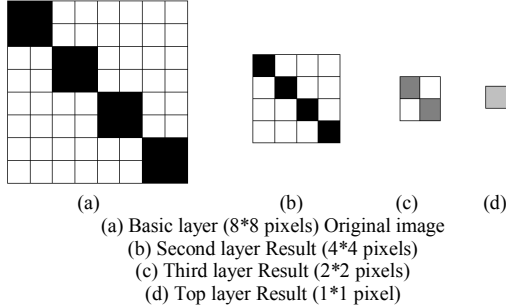 (a) (b) (c) (d)
(a) Basic layer (8*8 pixels) Original image
(b) Second layer Result (4*4 pixels)
(c) Third layer Result (2*2 pixels)
(d) Top layer Result (1*1 pixel)